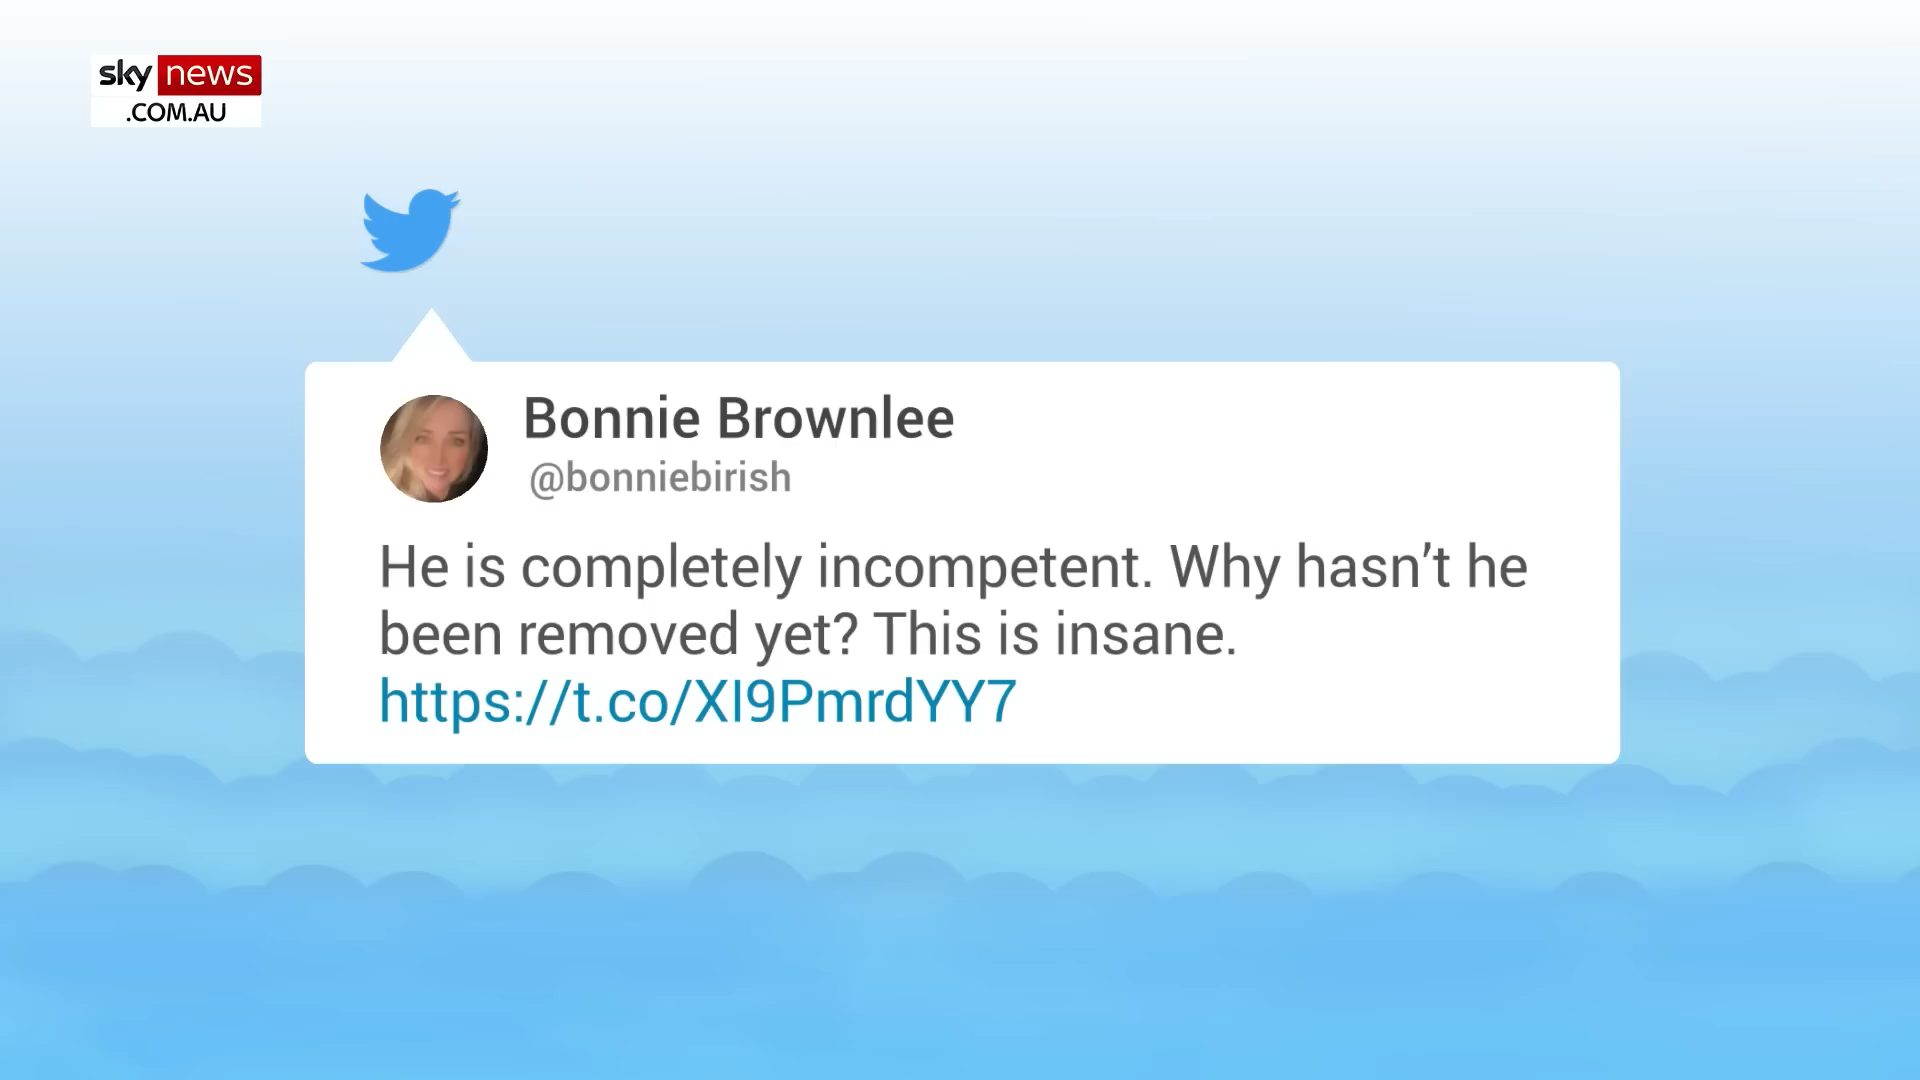 sky news
.COM.AU
Bonnie Brownlee
@bonniebirish
He is completely incompetent. Why hasn’t he
been removed yet? This is insane.
https://t.co/XI9PmrdYY7